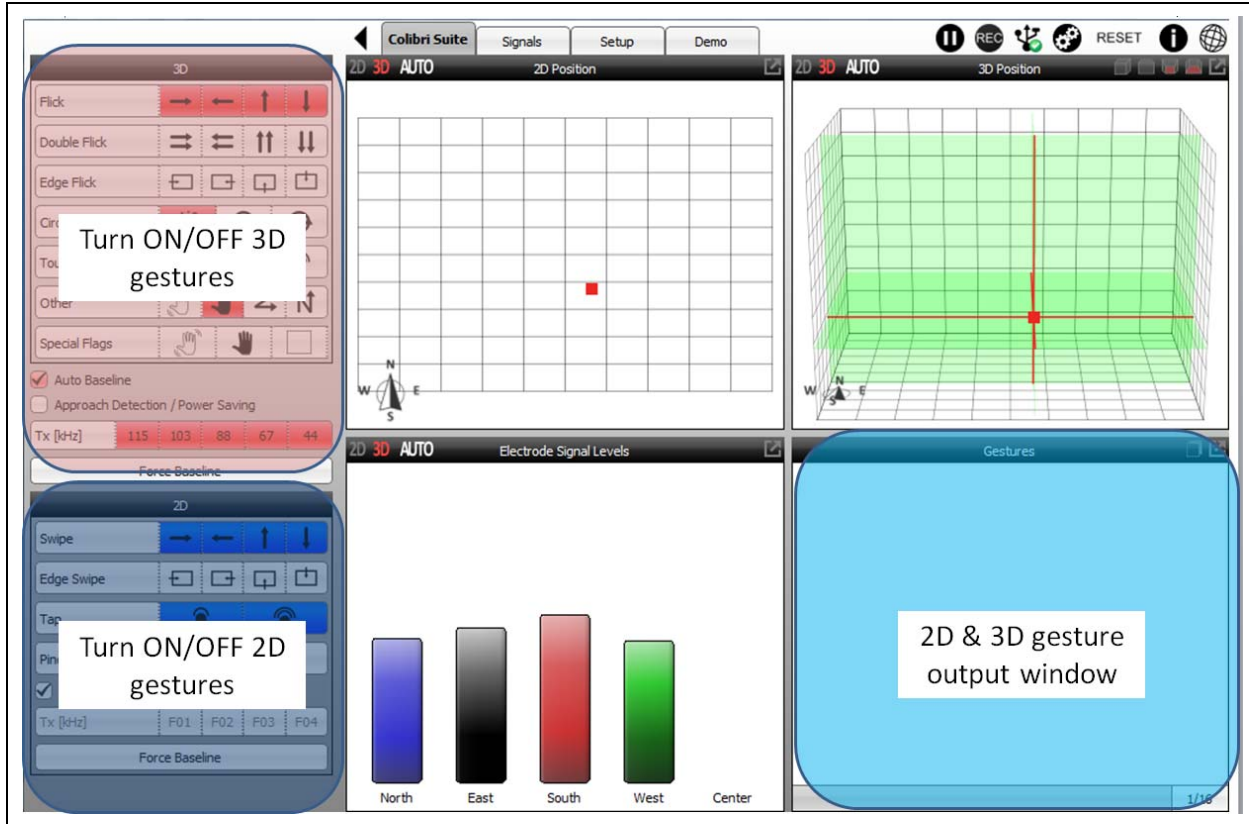 Colibri Suite
Signals
Setup
Demo
REC
RESET
3D
Flick
Double Flick
Edge Flick
Turn ON/OFF 3D
gestures
Other
Special Flags
Auto Baseline
Approach Detection / Power Saving
Tx [kHz] 115 103 88 67 44
Force Baseline
2D
Swipe
Edge Swipe
Tap
Turn ON/OFF 2D
gestures
Tx [kHz] F01 F02 F03 F04
Force Baseline
2D 3D AUTO 2D Position
N
W E
S
2D 3D AUTO 3D Position
N
W E
S
2D 3D AUTO Electrode Signal Levels
North East South West Center
Gestures
2D & 3D gesture
output window
1/16